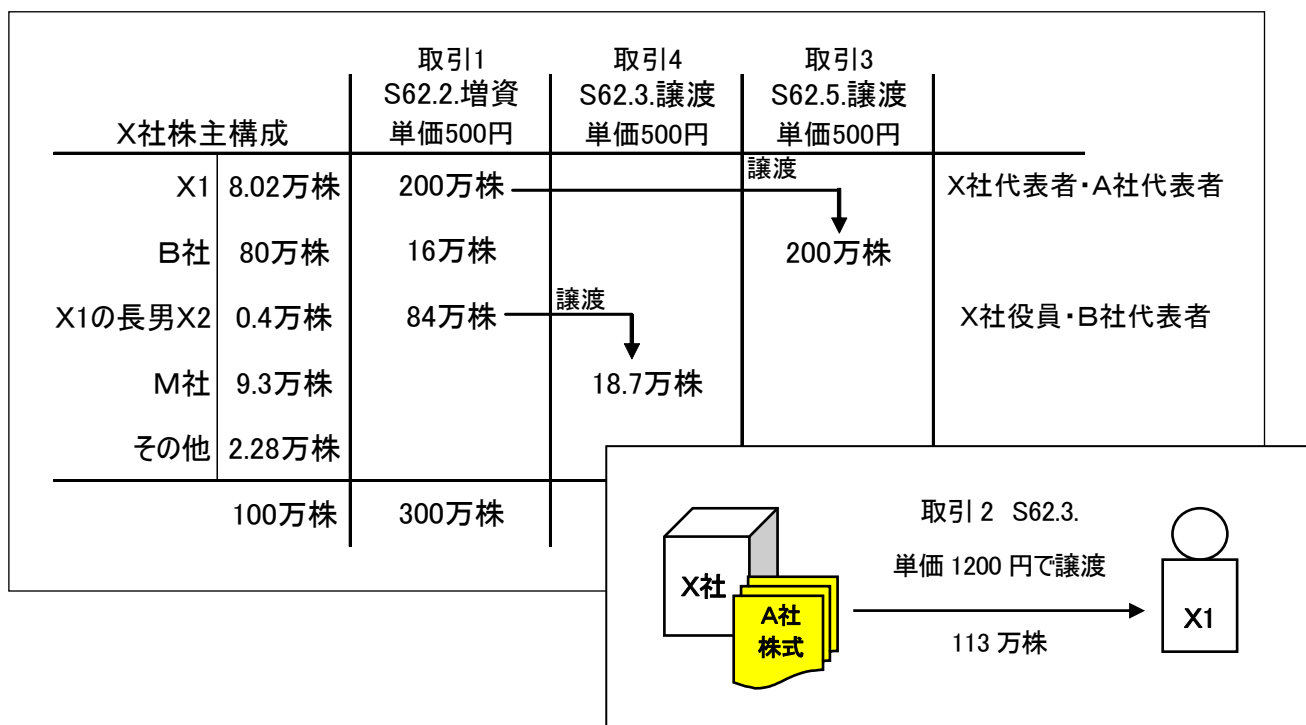 取引1 取引4 取引3
S62.2.増資 S62.3.譲渡 S62.5.譲渡
X社株主構成 単価500円 単価500円 単価500円
譲渡
X1 8.02万株 200万株 X社代表者・A社代表者
B社 80万株 16万株 200万株
譲渡
X1の長男X2 0.4万株 84万株 X社役員・B社代表者
M社 9.3万株 18.7万株
その他 2.28万株
100万株 300万株
取引2 S62.3.
単価1200円で譲渡
X社
A社
株式
X1
113万株